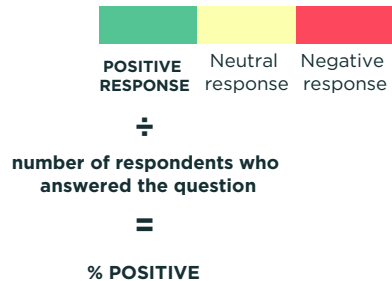 POSITIVE RESPONSE
Neutral response
Negative response
÷
number of respondents who
answered the question
=
% POSITIVE